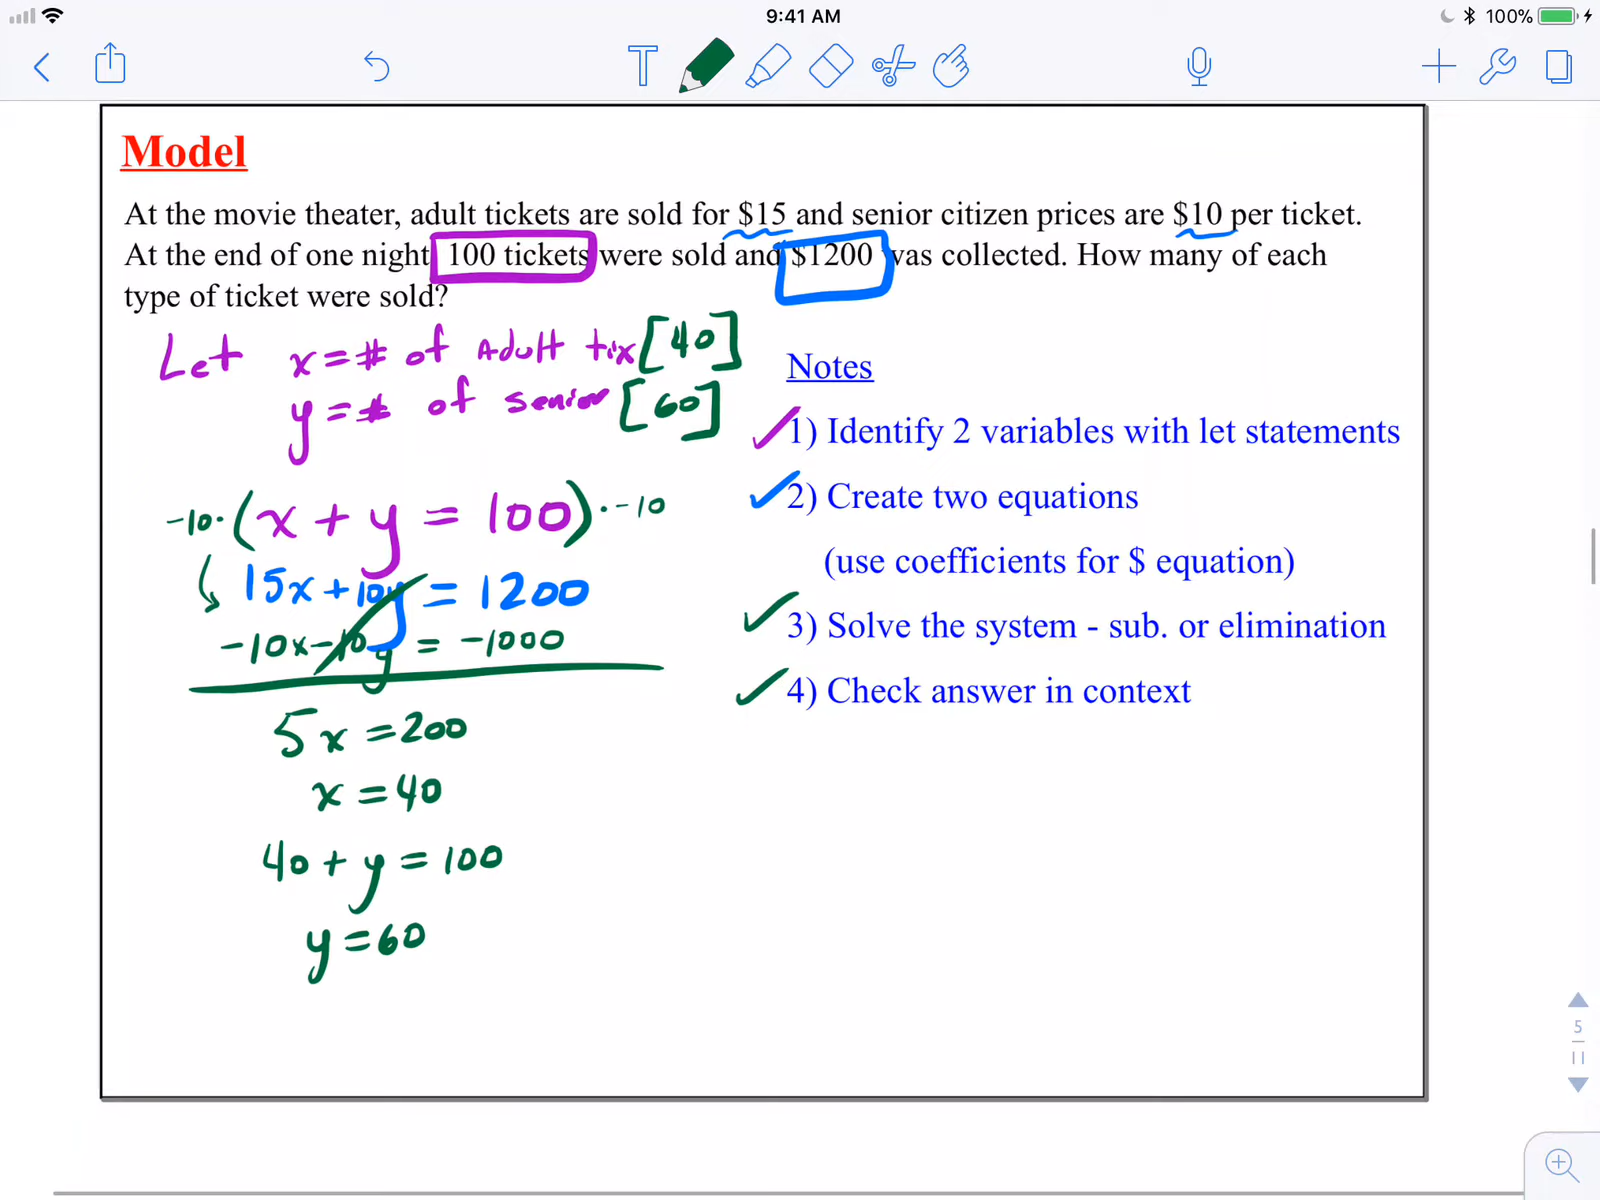 9:41 AM
100%
T
Model
At the movie theater, adult tickets are sold for $15 and senior citizen prices are $10 per ticket.
At the end of one night 100 tickets were sold and $1200 was collected. How many of each
type of ticket were sold?
Let x = # of Adult tix [40]
y = # of senior [60]
-10 · (x + y = 100) · -10
15x + 10y = 1200
-10x - 10y = -1000
5x = 200
x = 40
40 + y = 100
y = 60
Notes
1) Identify 2 variables with let statements
2) Create two equations
(use coefficients for $ equation)
3) Solve the system - sub. or elimination
4) Check answer in context
5
11